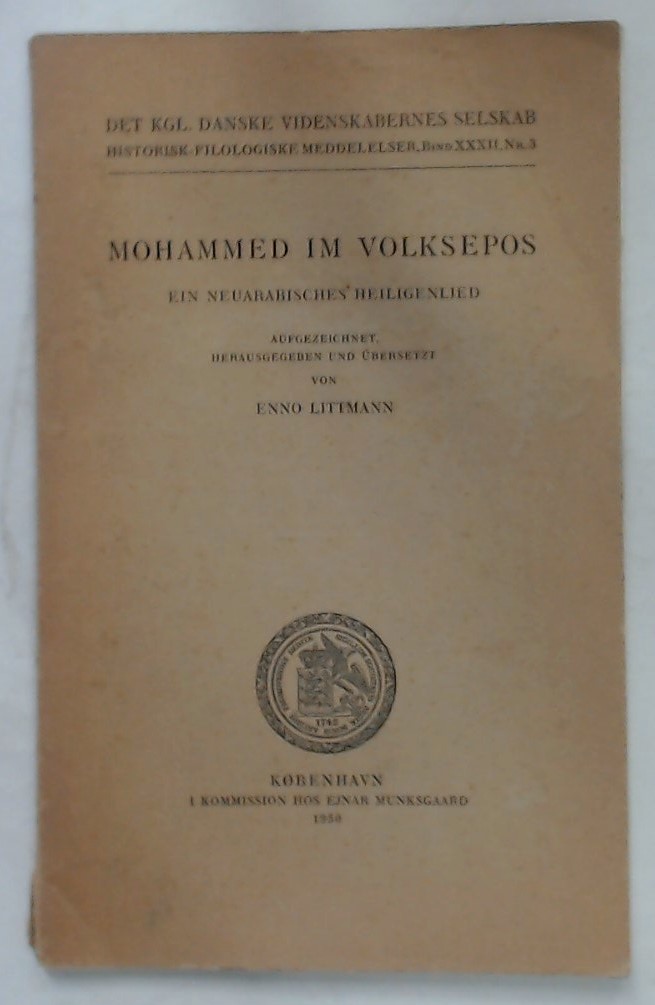 DET KGL. DANSKE VIDENSKABERNES SELSKAB
HISTORISK-FILOLOGISKE MEDDELELSER, BIND XXXII, NR. 3
MOHAMMED IM VOLKSEPOS
EIN NEUARABISCHES HEILIGENLIED
AUFGEZEICHNET,
HERAUSGEGEBEN UND ÜBERSETZT
VON
ENNO LITTMANN
1742
KØBENHAVN
I KOMMISSION HOS EJNAR MUNKSGAARD
1950